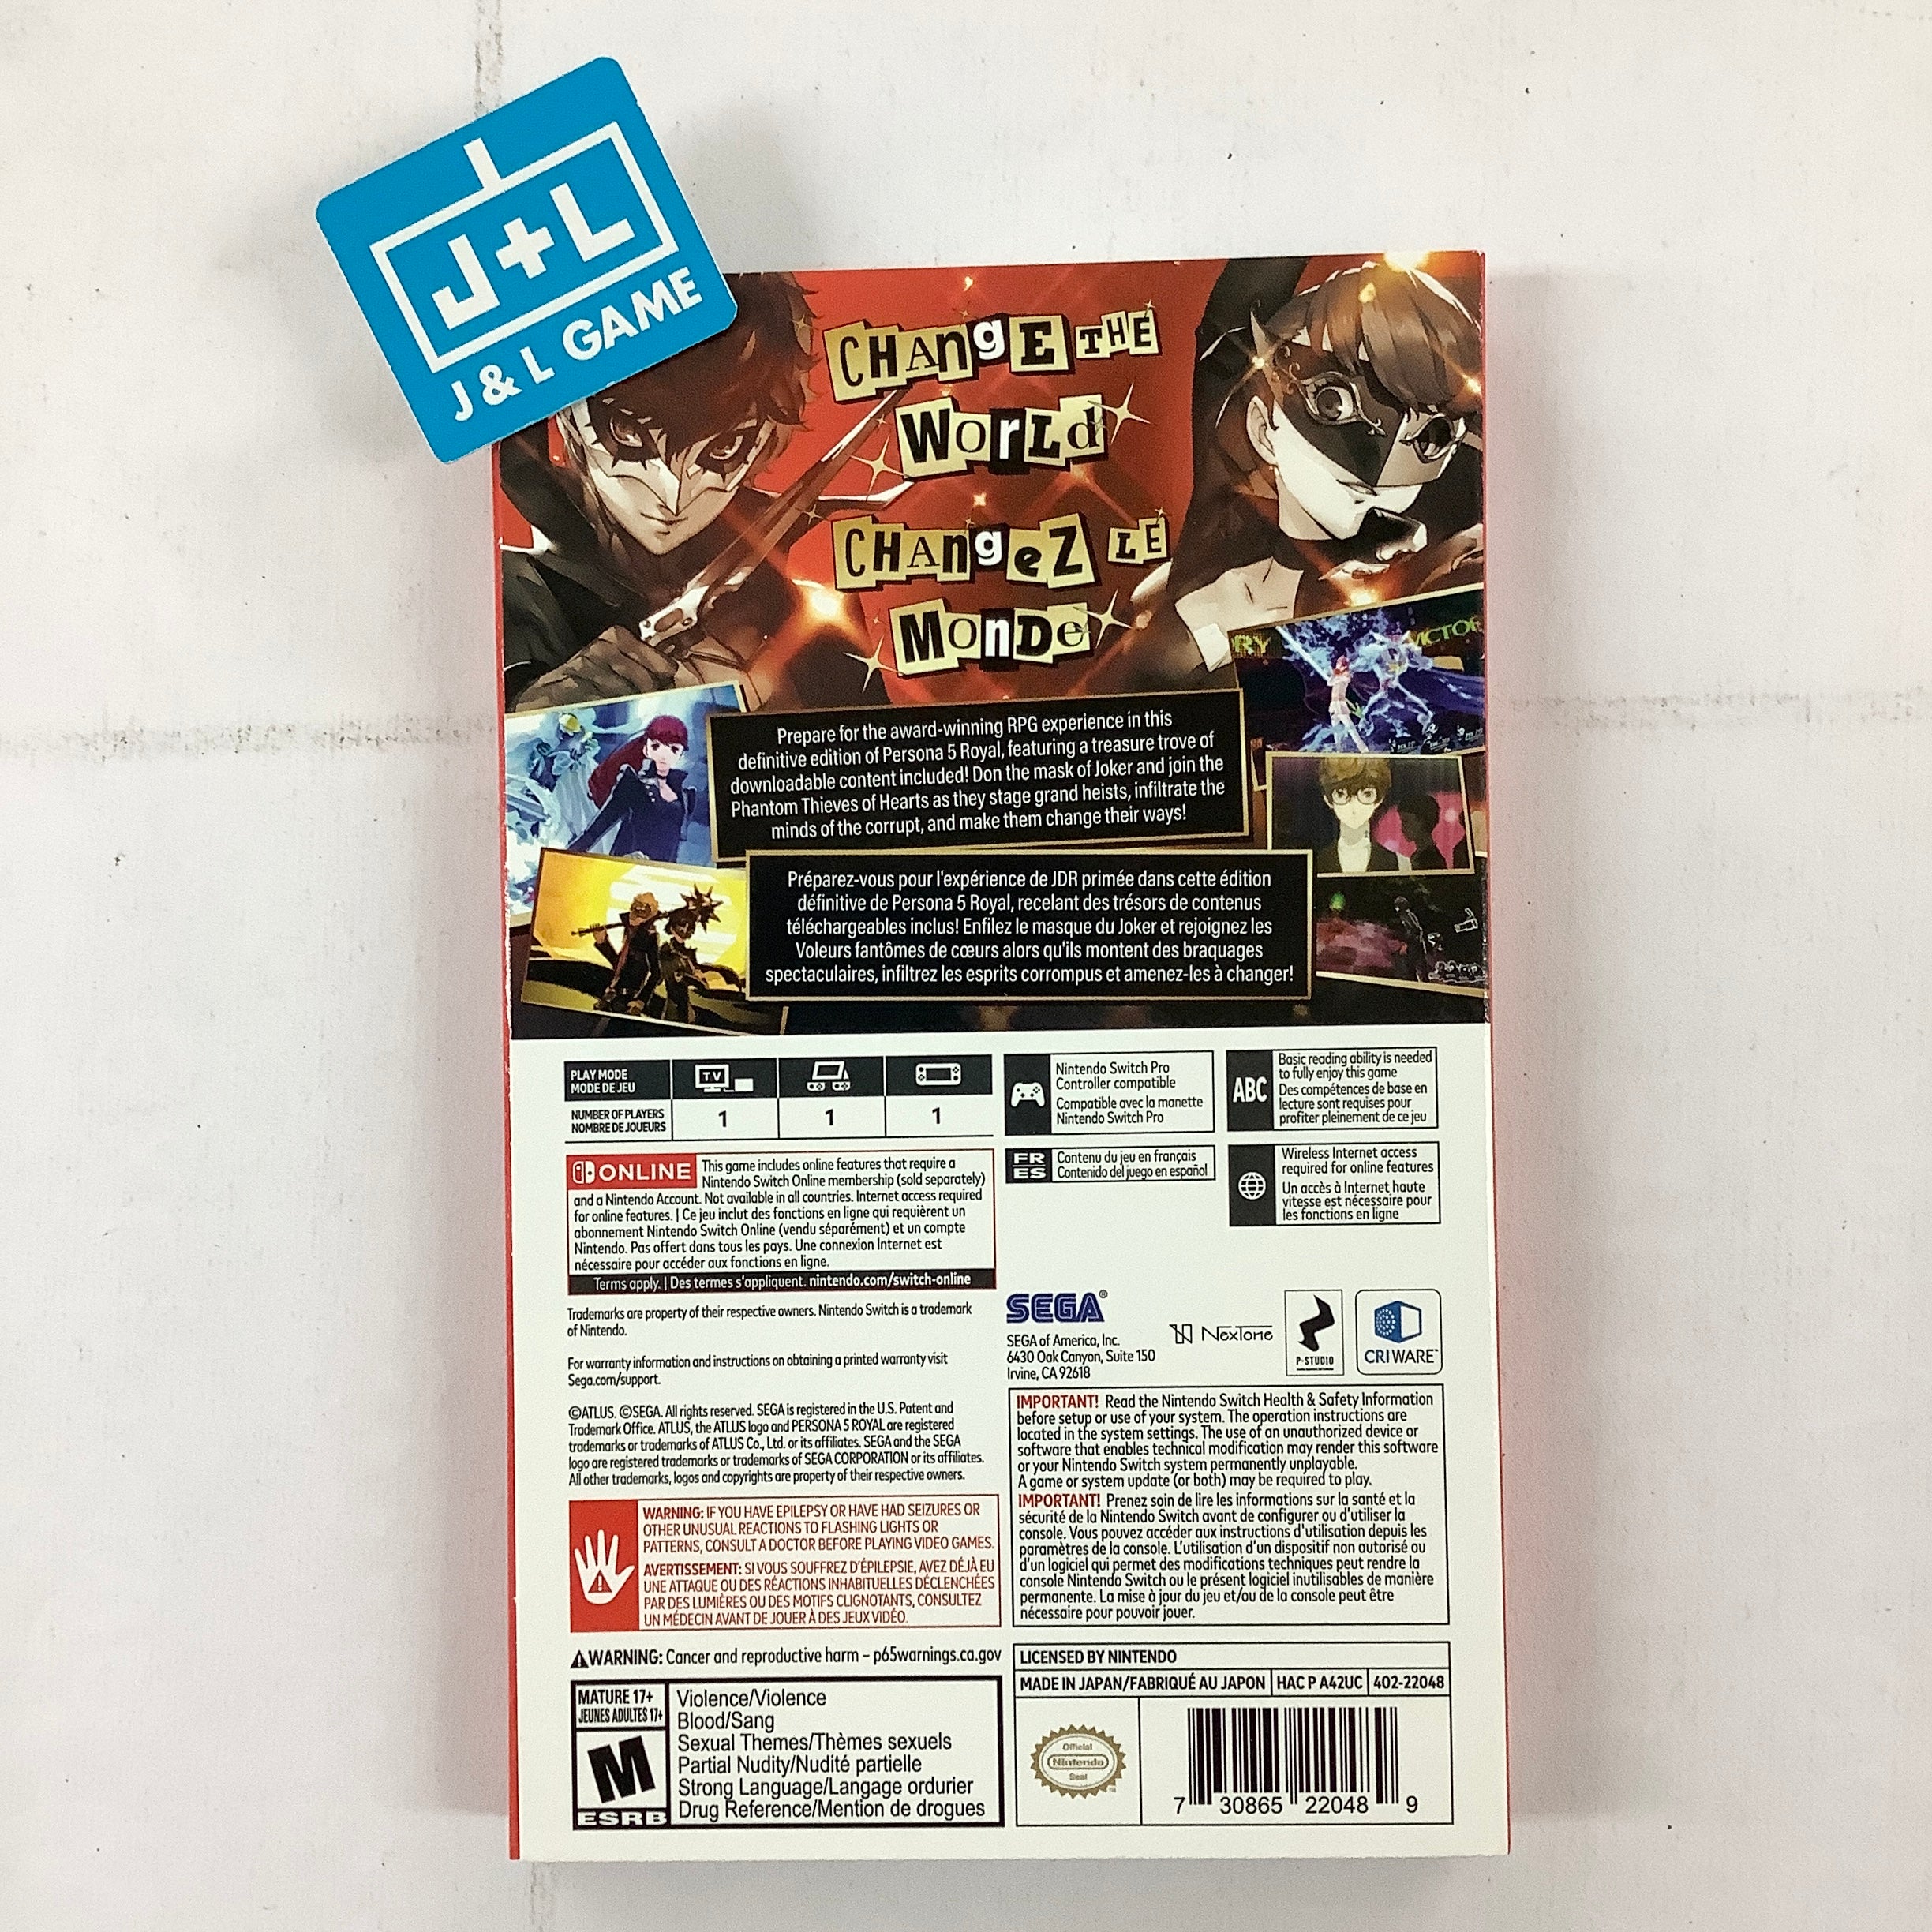 J+L
J & L GAME
CHANgE THE
WorLd
CHANgeZ LE
MonDe
RY
VICTOR
Prepare for the award-winning RPG experience in this
definitive edition of Persona 5 Royal, featuring a treasure trove of
downloadable content included! Don the mask of Joker and join the
Phantom Thieves of Hearts as they stage grand heists, infiltrate the
minds of the corrupt, and make them change their ways!
Préparez-vous pour l'expérience de JDR primée dans cette édition
définitive de Persona 5 Royal, recelant des trésors de contenus
téléchargeables inclus! Enfilez le masque du Joker et rejoignez les
Voleurs fantômes de cœurs alors qu'ils montent des braquages
spectaculaires, infiltrez les esprits corrompus et amenez-les à changer!
PLAY MODE
MODE DE JEU
TV
NUMBER OF PLAYERS
NOMBRE DE JOUEURS
1 1 1
Nintendo Switch Pro
Controller compatible
Compatible avec la manette
Nintendo Switch Pro
ABC
Basic reading ability is needed
to fully enjoy this game
Des compétences de base en
lecture sont requises pour
profiter pleinement de ce jeu
ONLINE This game includes online features that require a
Nintendo Switch Online membership (sold separately)
and a Nintendo Account. Not available in all countries. Internet access required
for online features. | Ce jeu inclut des fonctions en ligne qui requièrent un
abonnement Nintendo Switch Online (vendu séparément) et un compte
Nintendo. Pas offert dans tous les pays. Une connexion Internet est
nécessaire pour accéder aux fonctions en ligne.
Terms apply. | Des termes s'appliquent. nintendo.com/switch-online
FR
ES
Contenu du jeu en français
Contenido del juego en español
Wireless Internet access
required for online features
Un accès à Internet haute
vitesse est nécessaire pour
les fonctions en ligne
Trademarks are property of their respective owners. Nintendo Switch is a trademark
of Nintendo.
For warranty information and instructions on obtaining a printed warranty visit
Sega.com/support.
©ATLUS. ©SEGA. All rights reserved. SEGA is registered in the U.S. Patent and
Trademark Office. ATLUS, the ATLUS logo and PERSONA 5 ROYAL are registered
trademarks or trademarks of ATLUS Co., Ltd. or its affiliates. SEGA and the SEGA
logo are registered trademarks or trademarks of SEGA CORPORATION or its affiliates.
All other trademarks, logos and copyrights are property of their respective owners.
SEGA®
SEGA of America, Inc.
6430 Oak Canyon, Suite 150
Irvine, CA 92618
NexTone
P-STUDIO
CRIWARE™
WARNING: IF YOU HAVE EPILEPSY OR HAVE HAD SEIZURES OR
OTHER UNUSUAL REACTIONS TO FLASHING LIGHTS OR
PATTERNS, CONSULT A DOCTOR BEFORE PLAYING VIDEO GAMES.
AVERTISSEMENT: SI VOUS SOUFFREZ D'ÉPILEPSIE, AVEZ DÉJÀ EU
UNE ATTAQUE OU DES RÉACTIONS INHABITUELLES DÉCLENCHÉES
PAR DES LUMIÈRES OU DES MOTIFS CLIGNOTANTS, CONSULTEZ
UN MÉDECIN AVANT DE JOUER À DES JEUX VIDÉO.
IMPORTANT! Read the Nintendo Switch Health & Safety Information
before setup or use of your system. The operation instructions are
located in the system settings. The use of an unauthorized device or
software that enables technical modification may render this software
or your Nintendo Switch system permanently unplayable.
A game or system update (or both) may be required to play.
IMPORTANT! Prenez soin de lire les informations sur la santé et la
sécurité de la Nintendo Switch avant de configurer ou d'utiliser la
console. Vous pouvez accéder aux instructions d'utilisation depuis les
paramètres de la console. L'utilisation d'un dispositif non autorisé ou
d'un logiciel qui permet des modifications techniques peut rendre la
console Nintendo Switch ou le présent logiciel inutilisables de manière
permanente. La mise à jour du jeu et/ou de la console peut être
nécessaire pour pouvoir jouer.
WARNING: Cancer and reproductive harm – p65warnings.ca.gov
MATURE 17+
JEUNES ADULTES 17+
M
ESRB
Violence/Violence
Blood/Sang
Sexual Themes/Thèmes sexuels
Partial Nudity/Nudité partielle
Strong Language/Langage ordurier
Drug Reference/Mention de drogues
LICENSED BY NINTENDO
MADE IN JAPAN/FABRIQUÉ AU JAPON HAC P A42UC 402-22048
Official
Nintendo
Seal
7 30865 22048 9